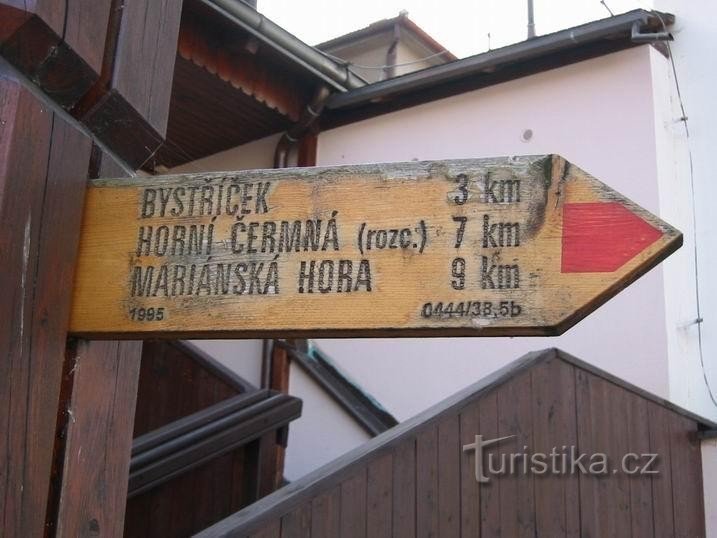 BYSTŘÍČEK 3 km
HORNÍ ČERMNÁ (rozc.) 7 km
MARIÁNSKÁ HORA 9 km
1995 0444/38,5b
Turistika.cz